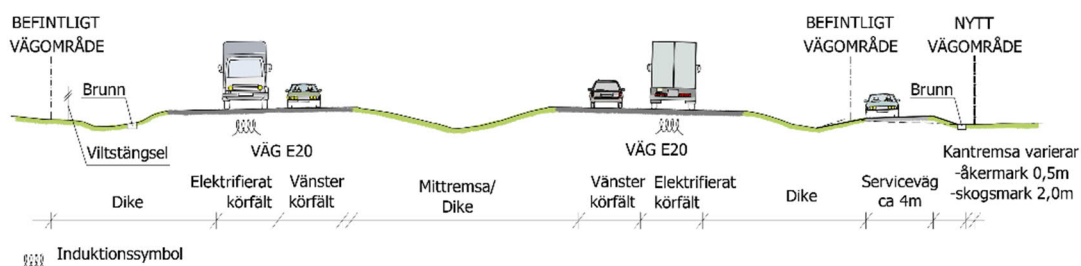 BEFINTLIGT
VÄGOMRÅDE
BEFINTLIGT
VÄGOMRÅDE
NYTT
VÄGOMRÅDE
Brunn
Brunn
Viltstängsel
VÄG E20
VÄG E20
Kantremsa varierar
-åkermark 0,5m
-skogsmark 2,0m
Dike
Elektrifierat
körfält
Vänster
körfält
Mittremsa/
Dike
Vänster
körfält
Elektrifierat
körfält
Dike
Serviceväg
ca 4m
Induktionssymbol